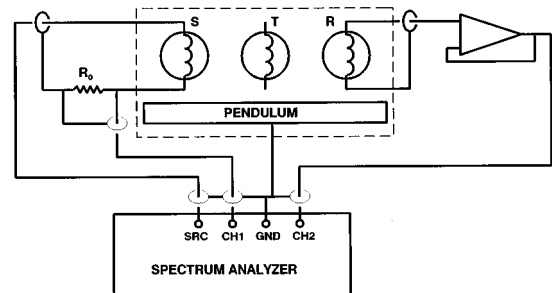 S T R
R₀
PENDULUM
SRC CH1 GND CH2
SPECTRUM ANALYZER